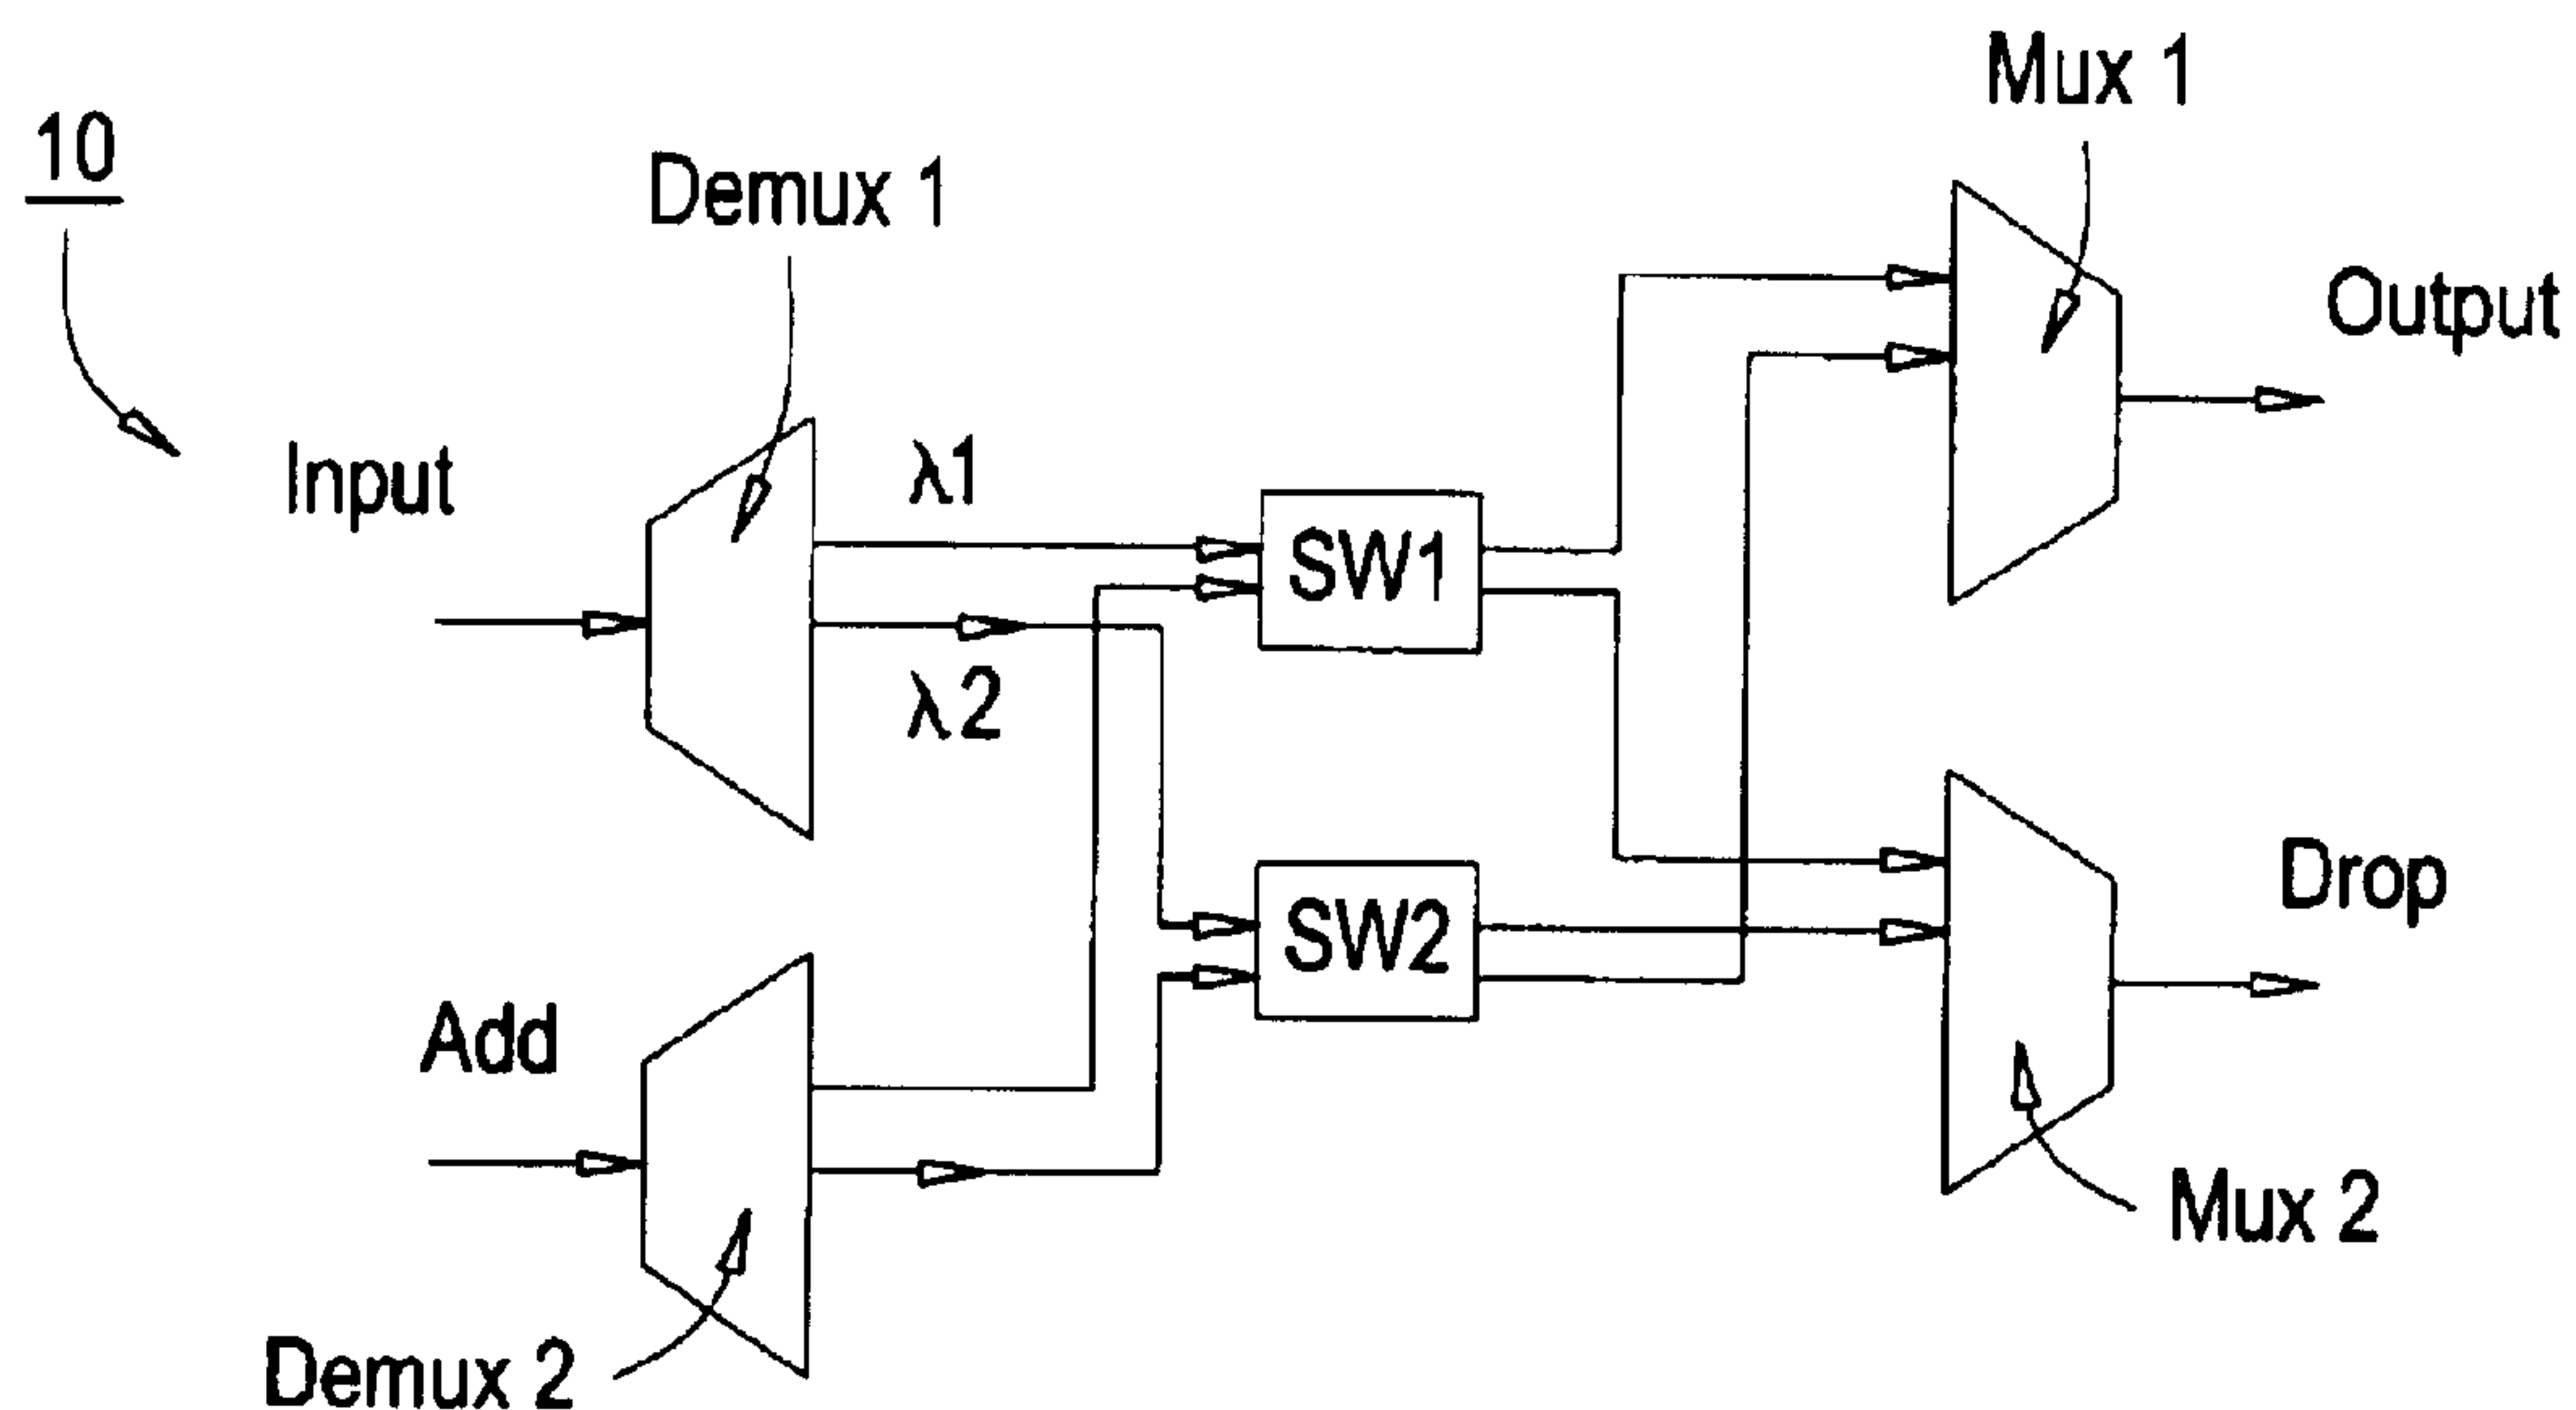 Mux 1
10
Demux 1
Output
Input
λ1
SW1
λ2
Drop
SW2
Add
Mux 2
Demux 2